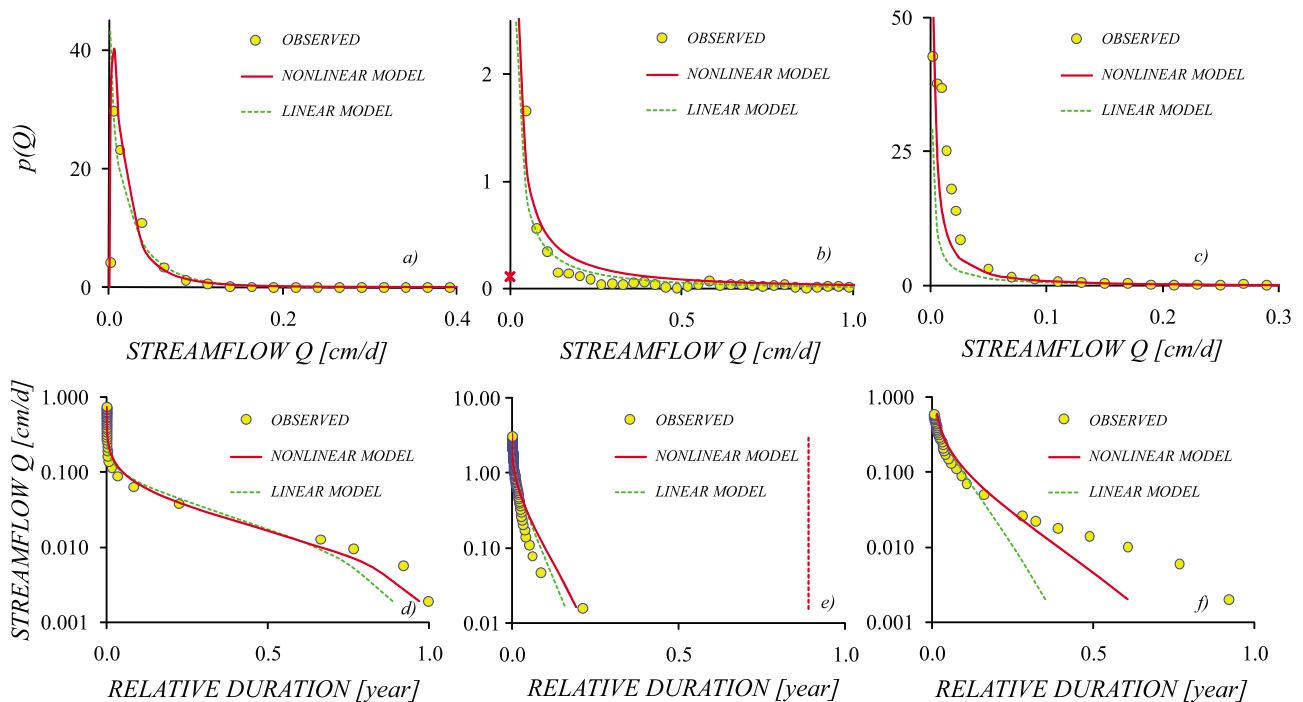 p(Q)
40
20
0
0.0
0.2
0.4
OBSERVED
NONLINEAR MODEL
LINEAR MODEL
a)
STREAMFLOW Q [cm/d]
2
1
0
0.0
0.5
1.0
OBSERVED
NONLINEAR MODEL
LINEAR MODEL
b)
STREAMFLOW Q [cm/d]
50
25
0
0.0
0.1
0.2
0.3
OBSERVED
NONLINEAR MODEL
LINEAR MODEL
c)
STREAMFLOW Q [cm/d]
STREAMFLOW Q [cm/d]
1.000
0.100
0.010
0.001
0.0
0.5
1.0
OBSERVED
NONLINEAR MODEL
LINEAR MODEL
d)
RELATIVE DURATION [year]
10.00
1.00
0.10
0.01
0.0
0.5
1.0
OBSERVED
NONLINEAR MODEL
LINEAR MODEL
e)
RELATIVE DURATION [year]
1.000
0.100
0.010
0.001
0.0
0.5
1.0
OBSERVED
NONLINEAR MODEL
LINEAR MODEL
f)
RELATIVE DURATION [year]